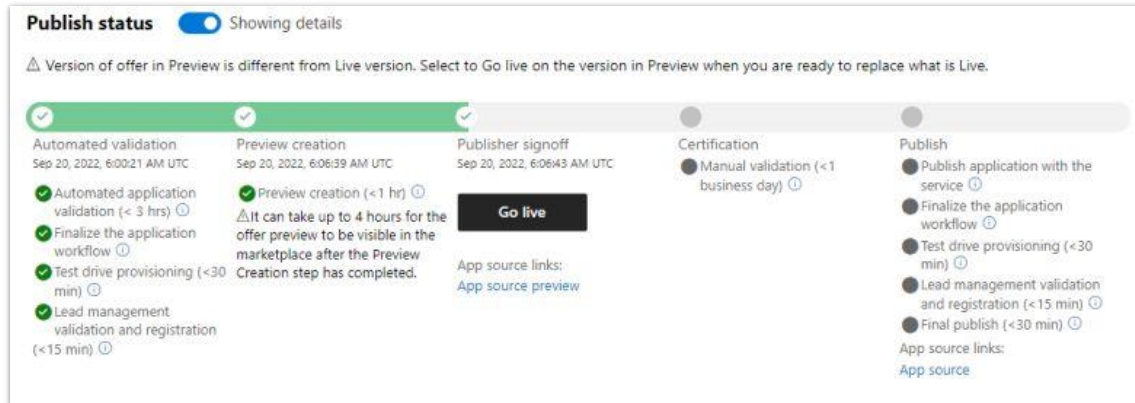 Publish status Showing details
⚠ Version of offer in Preview is different from Live version. Select to Go live on the version in Preview when you are ready to replace what is Live.
Automated validation
Sep 20, 2022, 6:00:21 AM UTC
Automated application
validation (< 3 hrs)
Finalize the application
workflow
Test drive provisioning (<30
min)
Lead management
validation and registration
(<15 min)
Preview creation
Sep 20, 2022, 6:06:39 AM UTC
Preview creation (<1 hr)
⚠It can take up to 4 hours for the
offer preview to be visible in the
marketplace after the Preview
Creation step has completed.
Publisher signoff
Sep 20, 2022, 6:06:43 AM UTC
Go live
App source links:
App source preview
Certification
Manual validation (<1
business day)
Publish
Publish application with the
service
Finalize the application
workflow
Test drive provisioning (<30
min)
Lead management validation
and registration (<15 min)
Final publish (<30 min)
App source links:
App source